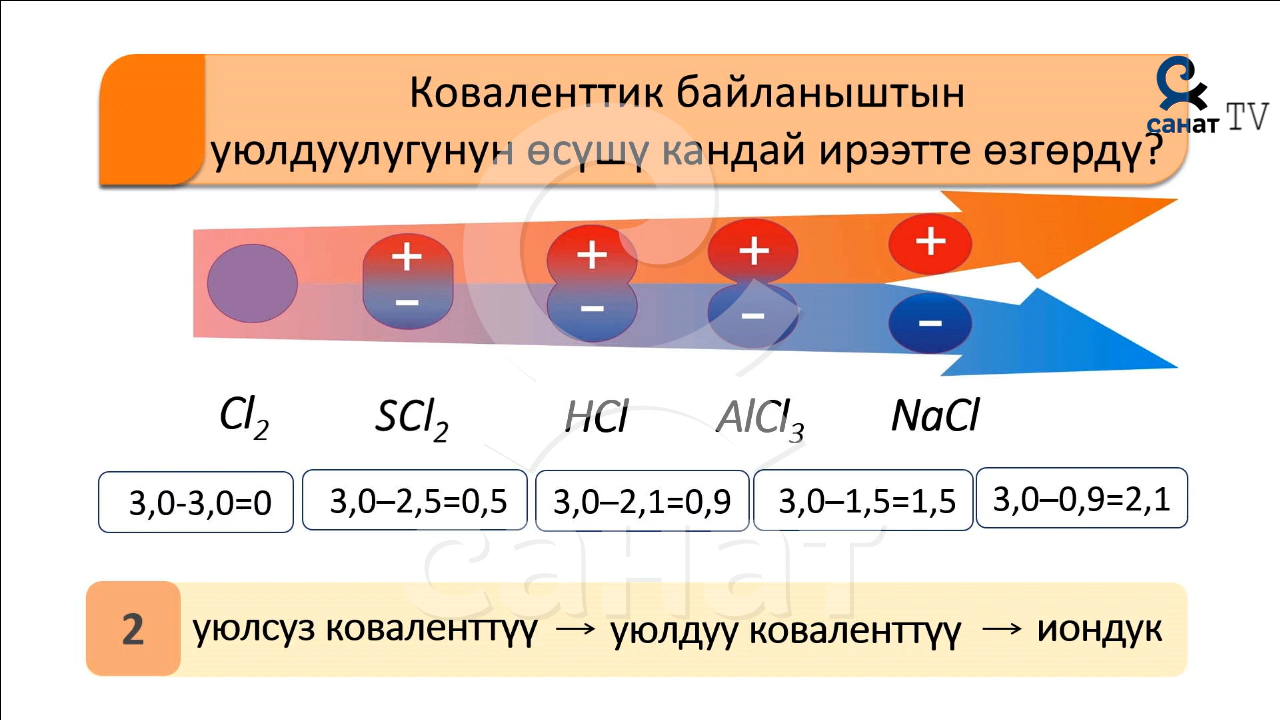 Коваленттик байланыштын
уюлдуулугунун өсүшү кандай ирээтте өзгөрдү?
санат TV
+ + + + +
– – – – –
Cl2 SCl2 HCl AlCl3 NaCl
3,0-3,0=0 3,0–2,5=0,5 3,0–2,1=0,9 3,0–1,5=1,5 3,0–0,9=2,1
санат
2 уюлсуз коваленттүү → уюлдуу коваленттүү → иондук